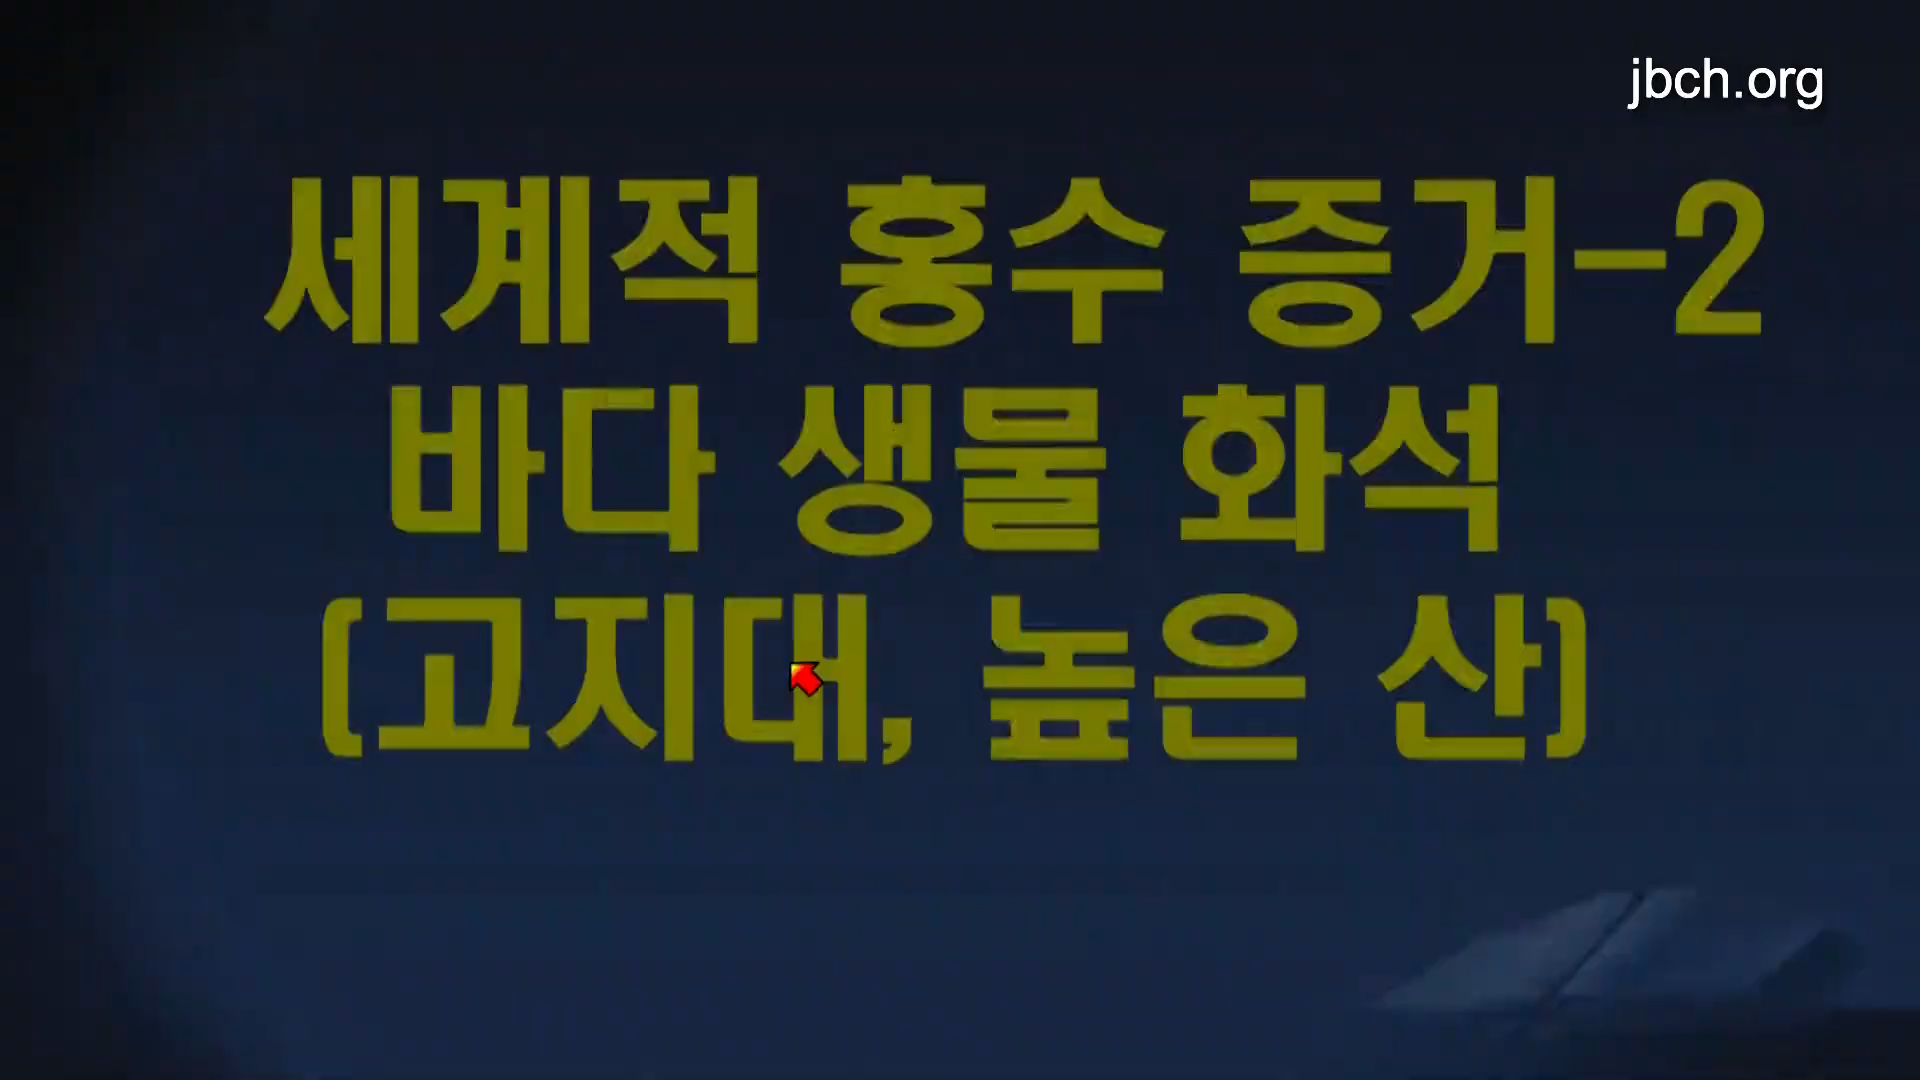 jbch.org
세계적 홍수 증거-2
바다 생물 화석
(고지대, 높은 산)